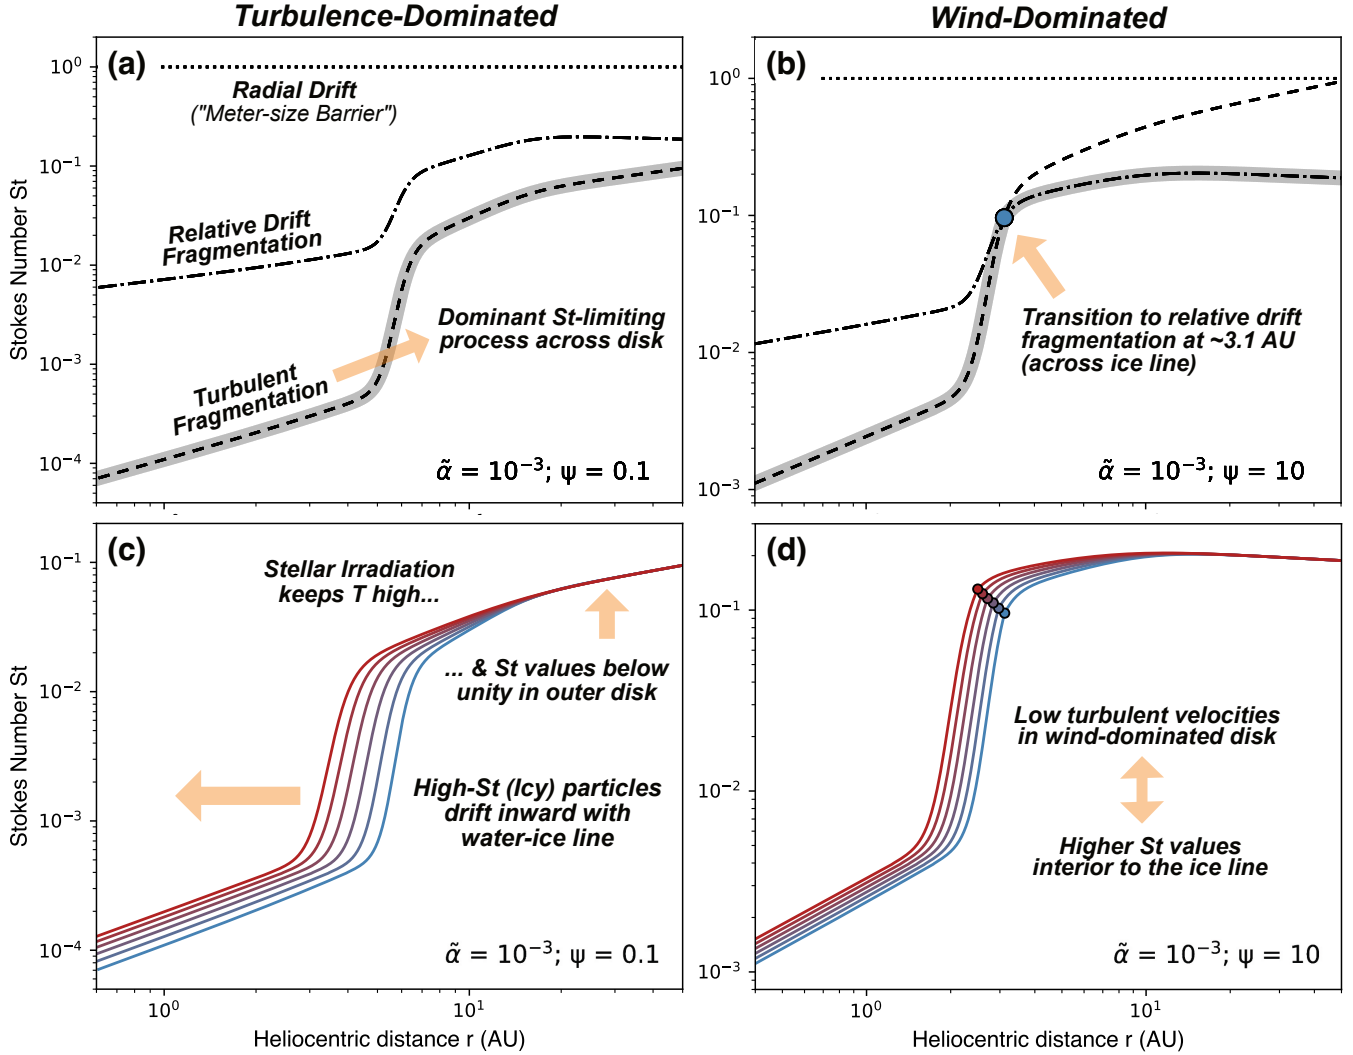 Turbulence-Dominated
Wind-Dominated
(a)
10⁰
10⁻¹
10⁻²
10⁻³
10⁻⁴
Stokes Number St
Radial Drift
("Meter-size Barrier")
Relative Drift
Fragmentation
Dominant St-limiting
process across disk
Turbulent
Fragmentation
α̃ = 10⁻³; ψ = 0.1
(b)
10⁰
10⁻¹
10⁻²
10⁻³
Transition to relative drift
fragmentation at ~3.1 AU
(across ice line)
α̃ = 10⁻³; ψ = 10
(c)
10⁻¹
10⁻²
10⁻³
10⁻⁴
Stokes Number St
Stellar Irradiation
keeps T high...
... & St values below
unity in outer disk
High-St (Icy) particles
drift inward with
water-ice line
α̃ = 10⁻³; ψ = 0.1
10⁰
10¹
Heliocentric distance r (AU)
(d)
10⁻¹
10⁻²
10⁻³
Low turbulent velocities
in wind-dominated disk
Higher St values
interior to the ice line
α̃ = 10⁻³; ψ = 10
10⁰
10¹
Heliocentric distance r (AU)